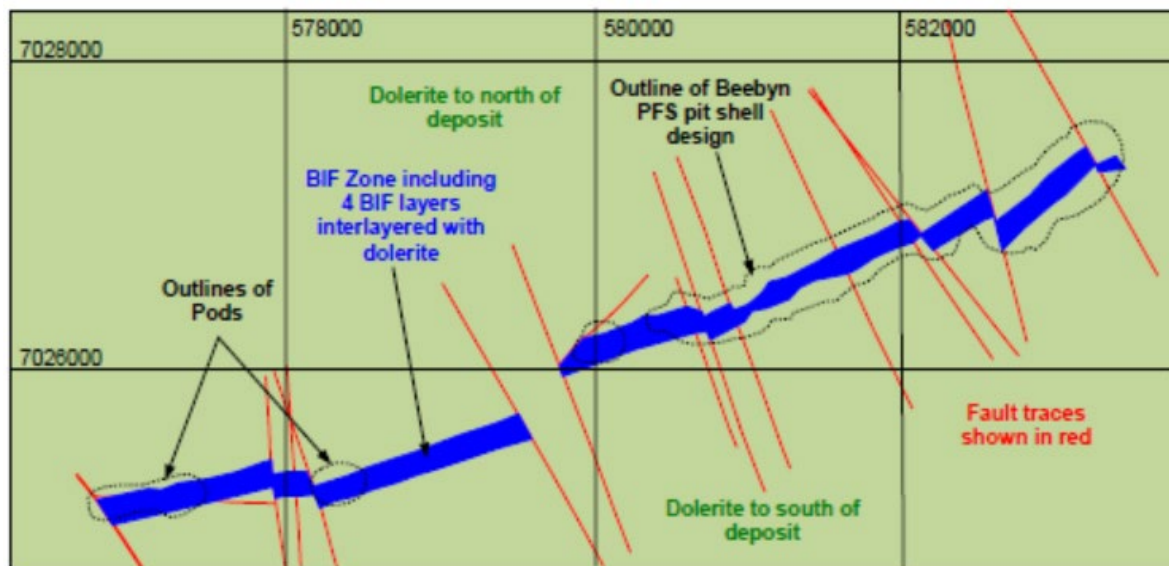 578000
580000
582000
7028000
Dolerite to north of
deposit
Outline of Beebyn
PFS pit shell
design
BIF Zone including
4 BIF layers
interlayered with
dolerite
Outlines of
Pods
7026000
Fault traces
shown in red
Dolerite to south of
deposit